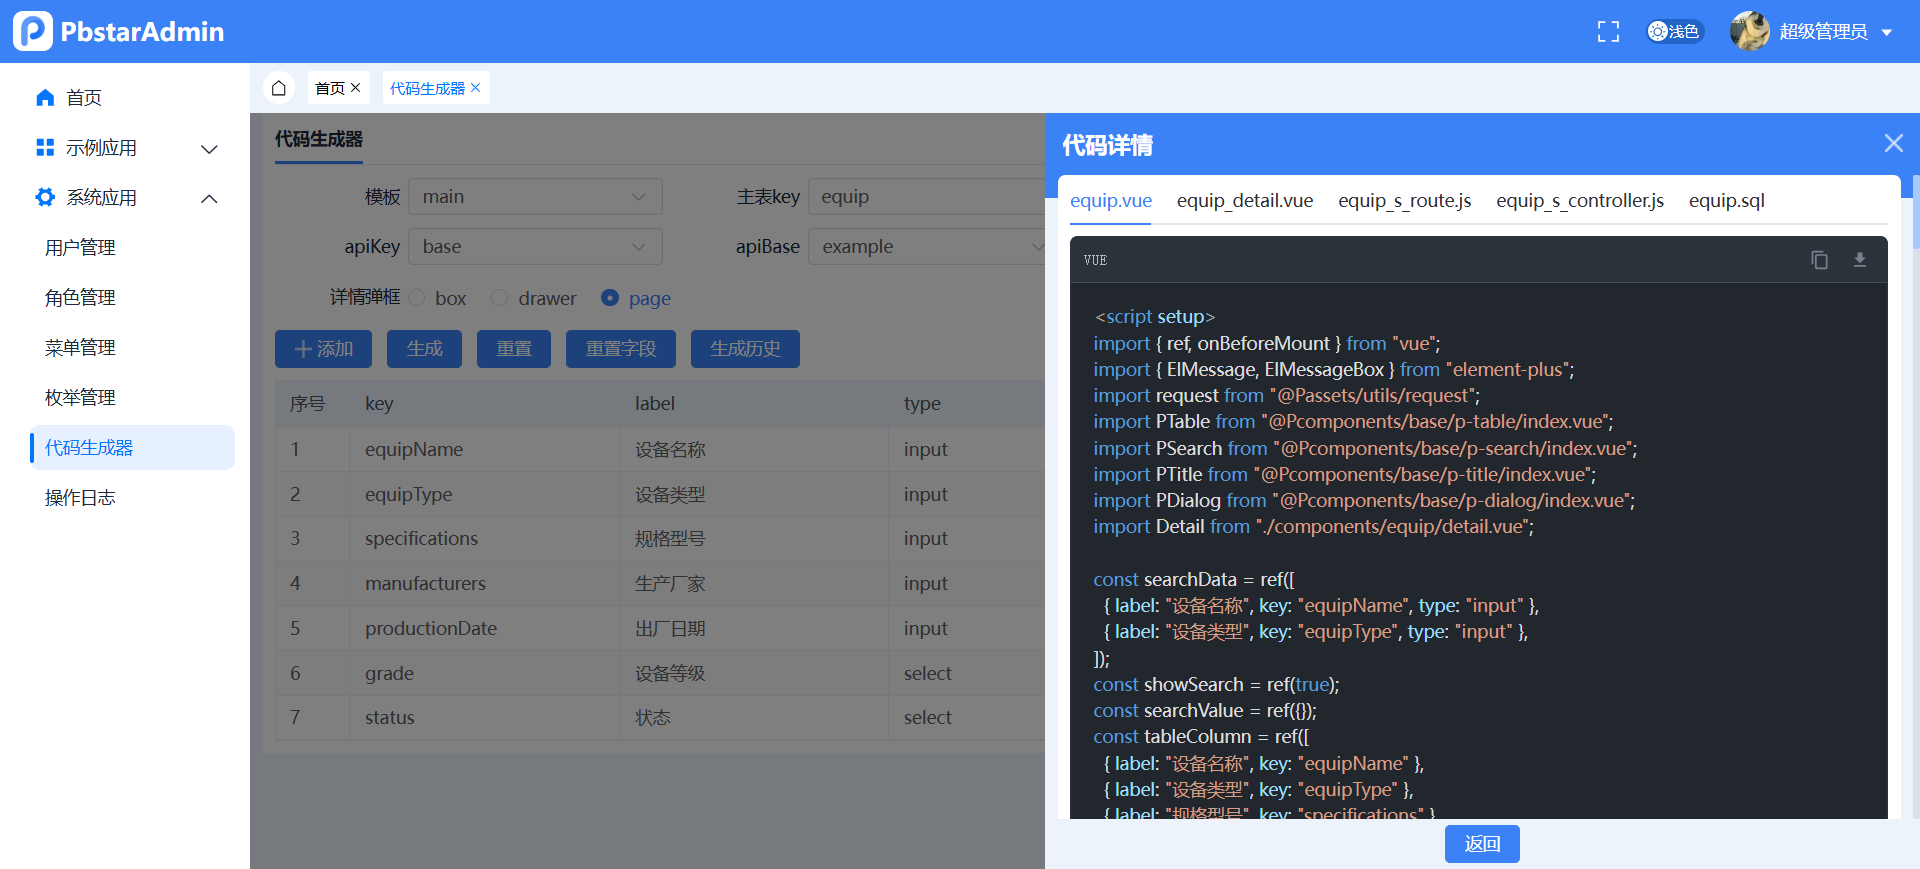 PbstarAdmin
浅色
超级管理员
首页
示例应用
系统应用
用户管理
角色管理
菜单管理
枚举管理
代码生成器
操作日志
首页
代码生成器
代码生成器
模板 main
主表key equip
apiKey base
apiBase example
详情弹框 box drawer page
添加 生成 重置 重置字段 生成历史
序号 key label type
1 equipName 设备名称 input
2 equipType 设备类型 input
3 specifications 规格型号 input
4 manufacturers 生产厂家 input
5 productionDate 出厂日期 input
6 grade 设备等级 select
7 status 状态 select
代码详情
equip.vue equip_detail.vue equip_s_route.js equip_s_controller.js equip.sql
VUE
<script setup>
import { ref, onBeforeMount } from "vue";
import { ElMessage, ElMessageBox } from "element-plus";
import request from "@Passets/utils/request";
import PTable from "@Pcomponents/base/p-table/index.vue";
import PSearch from "@Pcomponents/base/p-search/index.vue";
import PTitle from "@Pcomponents/base/p-title/index.vue";
import PDialog from "@Pcomponents/base/p-dialog/index.vue";
import Detail from "./components/equip/detail.vue";
const searchData = ref([
{ label: "设备名称", key: "equipName", type: "input" },
{ label: "设备类型", key: "equipType", type: "input" },
]);
const showSearch = ref(true);
const searchValue = ref({});
const tableColumn = ref([
{ label: "设备名称", key: "equipName" },
{ label: "设备类型", key: "equipType" },
{ label: "规格型号", key: "specifications" }
返回